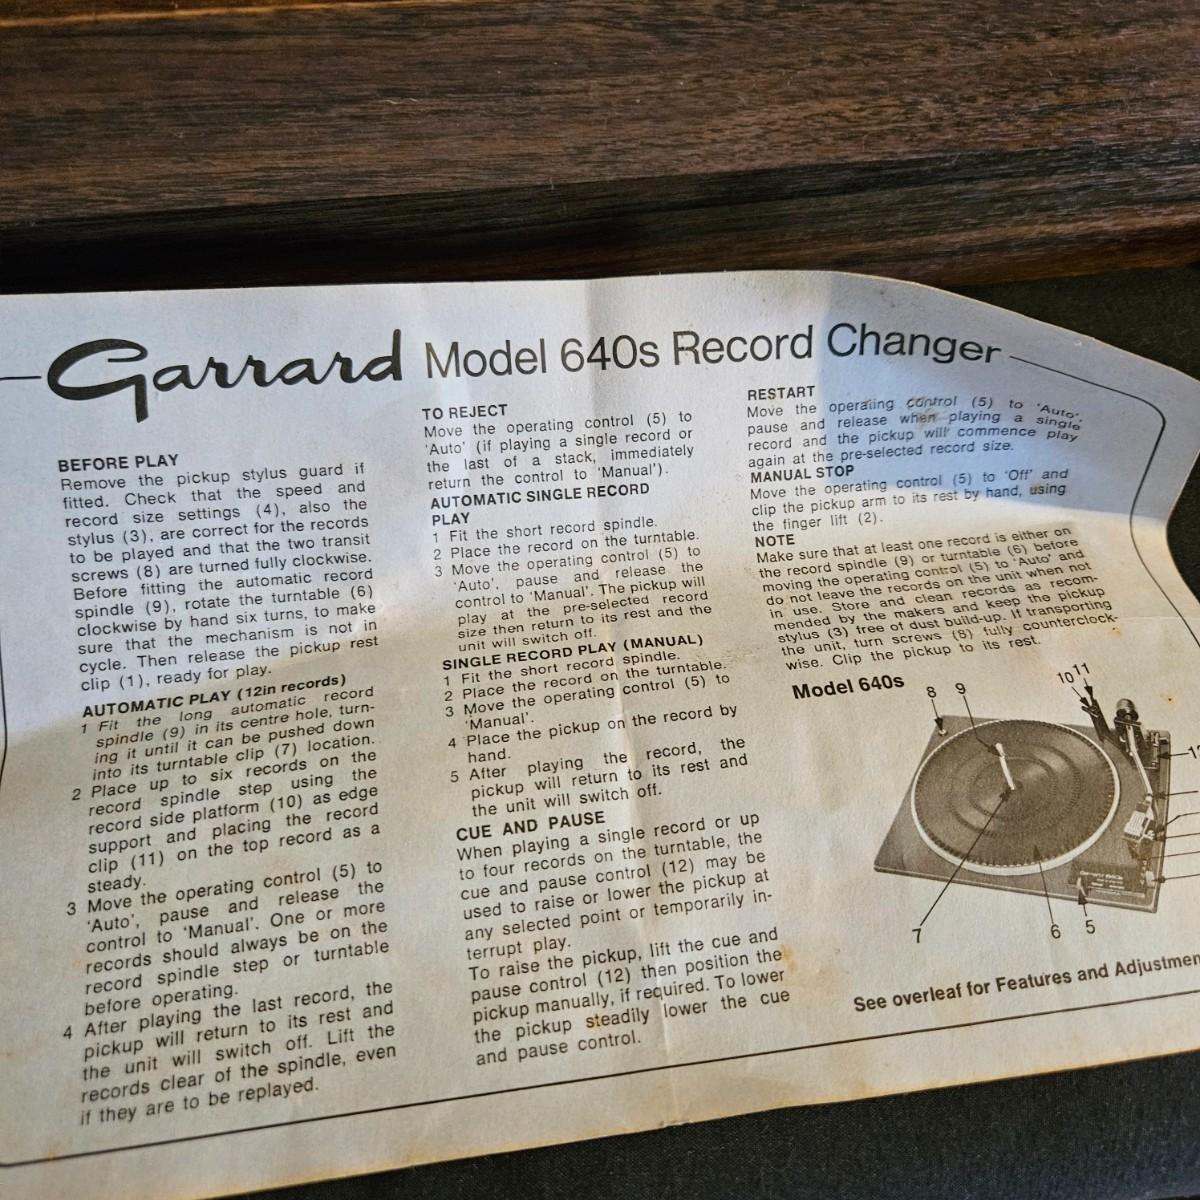 Garrard Model 640s Record Changer
BEFORE PLAY
Remove the pickup stylus guard if
fitted. Check that the speed and
record size settings (4), also the
stylus (3), are correct for the records
to be played and that the two transit
screws (8) are turned fully clockwise.
Before fitting the automatic record
spindle (9), rotate the turntable (6)
clockwise by hand six turns, to make
sure that the mechanism is not in
cycle. Then release the pickup rest
clip (1), ready for play.
AUTOMATIC PLAY (12in records)
1 Fit the long automatic record
spindle (9) in its centre hole, turn-
ing it until it can be pushed down
into its turntable clip (7) location.
2 Place up to six records on the
record spindle step using the
record side platform (10) as edge
support and placing the record
clip (11) on the top record as a
steady.
3 Move the operating control (5) to
'Auto', pause and release the
control to 'Manual'. One or more
records should always be on the
record spindle step or turntable
before operating.
4 After playing the last record, the
pickup will return to its rest and
the unit will switch off. Lift the
records clear of the spindle, even
if they are to be replayed.
TO REJECT
Move the operating control (5) to
'Auto' (if playing a single record or
the last of a stack, immediately
return the control to 'Manual').
AUTOMATIC SINGLE RECORD
PLAY
1 Fit the short record spindle.
2 Place the record on the turntable.
3 Move the operating control (5) to
'Auto', pause and release the
control to 'Manual'. The pickup will
play at the pre-selected record
size then return to its rest and the
unit will switch off.
SINGLE RECORD PLAY (MANUAL)
1 Fit the short record spindle.
2 Place the record on the turntable.
3 Move the operating control (5) to
'Manual'.
4 Place the pickup on the record by
hand.
5 After playing the record, the
pickup will return to its rest and
the unit will switch off.
CUE AND PAUSE
When playing a single record or up
to four records on the turntable, the
cue and pause control (12) may be
used to raise or lower the pickup at
any selected point or temporarily in-
terrupt play.
To raise the pickup, lift the cue and
pause control (12) then position the
pickup manually, if required. To lower
the pickup steadily lower the cue
and pause control.
RESTART
Move the operating control (5) to 'Auto',
pause and release when playing a single
record and the pickup will commence play
again at the pre-selected record size.
MANUAL STOP
Move the operating control (5) to 'Off' and
clip the pickup arm to its rest by hand, using
the finger lift (2).
NOTE
Make sure that at least one record is either on
the record spindle (9) or turntable (6) before
moving the operating control (5) to 'Auto' and
do not leave the records on the unit when not
in use. Store and clean records as recom-
mended by the makers and keep the pickup
stylus (3) free of dust build-up. If transporting
the unit, turn screws (8) fully counterclock-
wise. Clip the pickup to its rest.
Model 640s
8 9 10 11
7 6 5
See overleaf for Features and